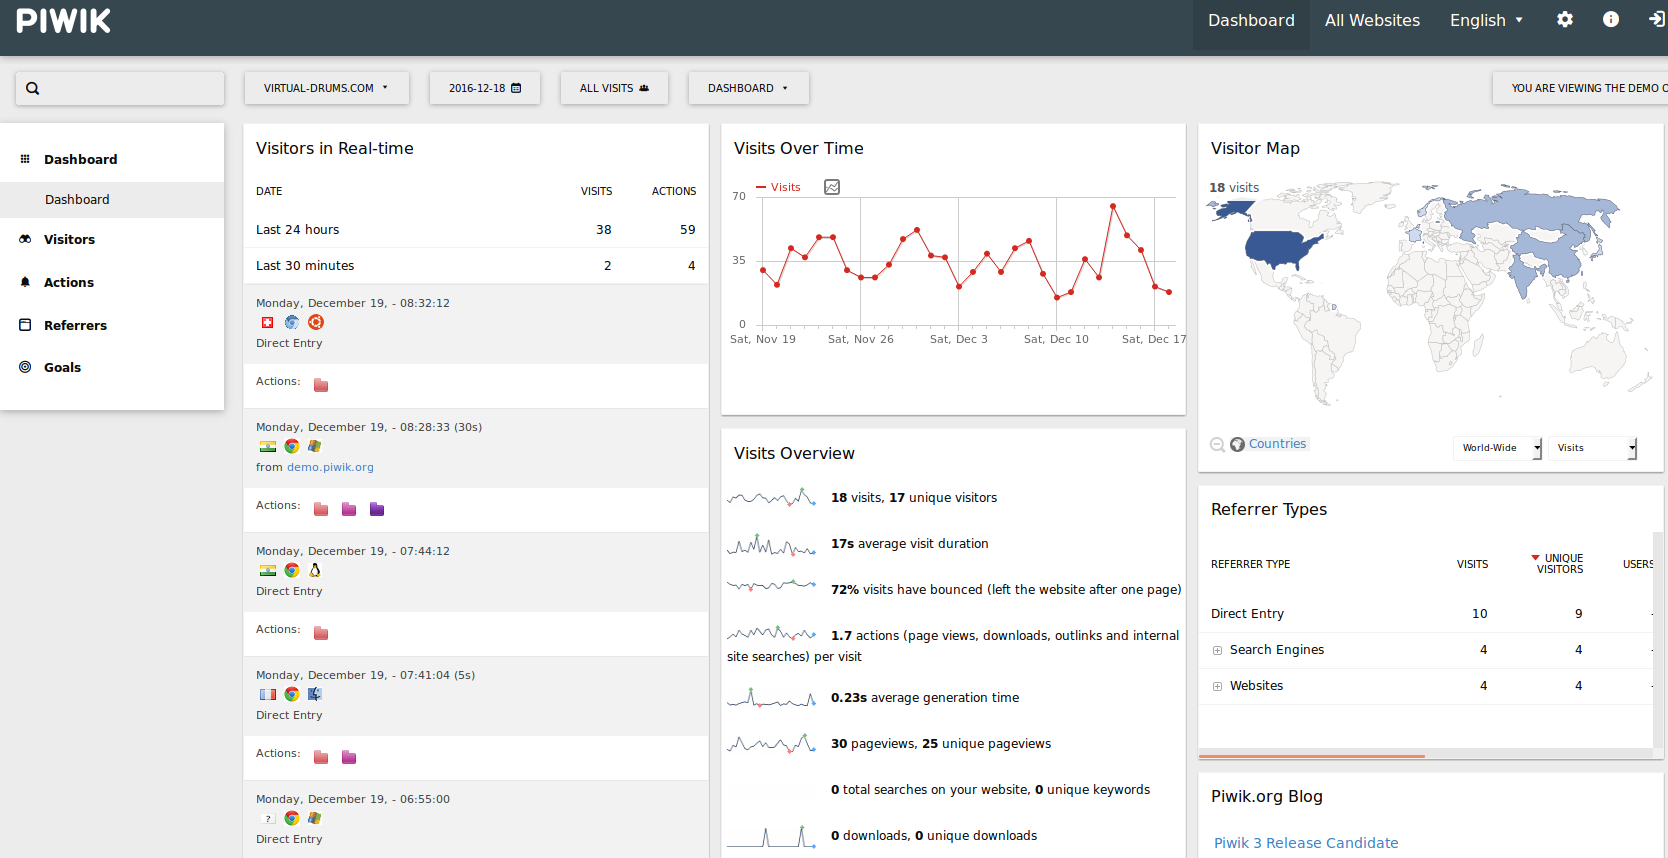 PIWIK
Dashboard
All Websites
English
VIRTUAL-DRUMS.COM
2016-12-18
ALL VISITS
DASHBOARD
YOU ARE VIEWING THE DEMO O
Dashboard
Dashboard
Visitors
Actions
Referrers
Goals
Visitors in Real-time
DATE VISITS ACTIONS
Last 24 hours 38 59
Last 30 minutes 2 4
Monday, December 19, - 08:32:12
Direct Entry
Actions:
Monday, December 19, - 08:28:33 (30s)
from demo.piwik.org
Actions:
Monday, December 19, - 07:44:12
Direct Entry
Actions:
Monday, December 19, - 07:41:04 (5s)
Direct Entry
Actions:
Monday, December 19, - 06:55:00
?
Direct Entry
Visits Over Time
Visits
70
35
0
Sat, Nov 19 Sat, Nov 26 Sat, Dec 3 Sat, Dec 10 Sat, Dec 17
Visits Overview
18 visits, 17 unique visitors
17s average visit duration
72% visits have bounced (left the website after one page)
1.7 actions (page views, downloads, outlinks and internal
site searches) per visit
0.23s average generation time
30 pageviews, 25 unique pageviews
0 total searches on your website, 0 unique keywords
0 downloads, 0 unique downloads
Visitor Map
18 visits
Countries
World-Wide
Visits
Referrer Types
REFERRER TYPE VISITS UNIQUE VISITORS USERS
Direct Entry 10 9 -
Search Engines 4 4 -
Websites 4 4 -
Piwik.org Blog
Piwik 3 Release Candidate